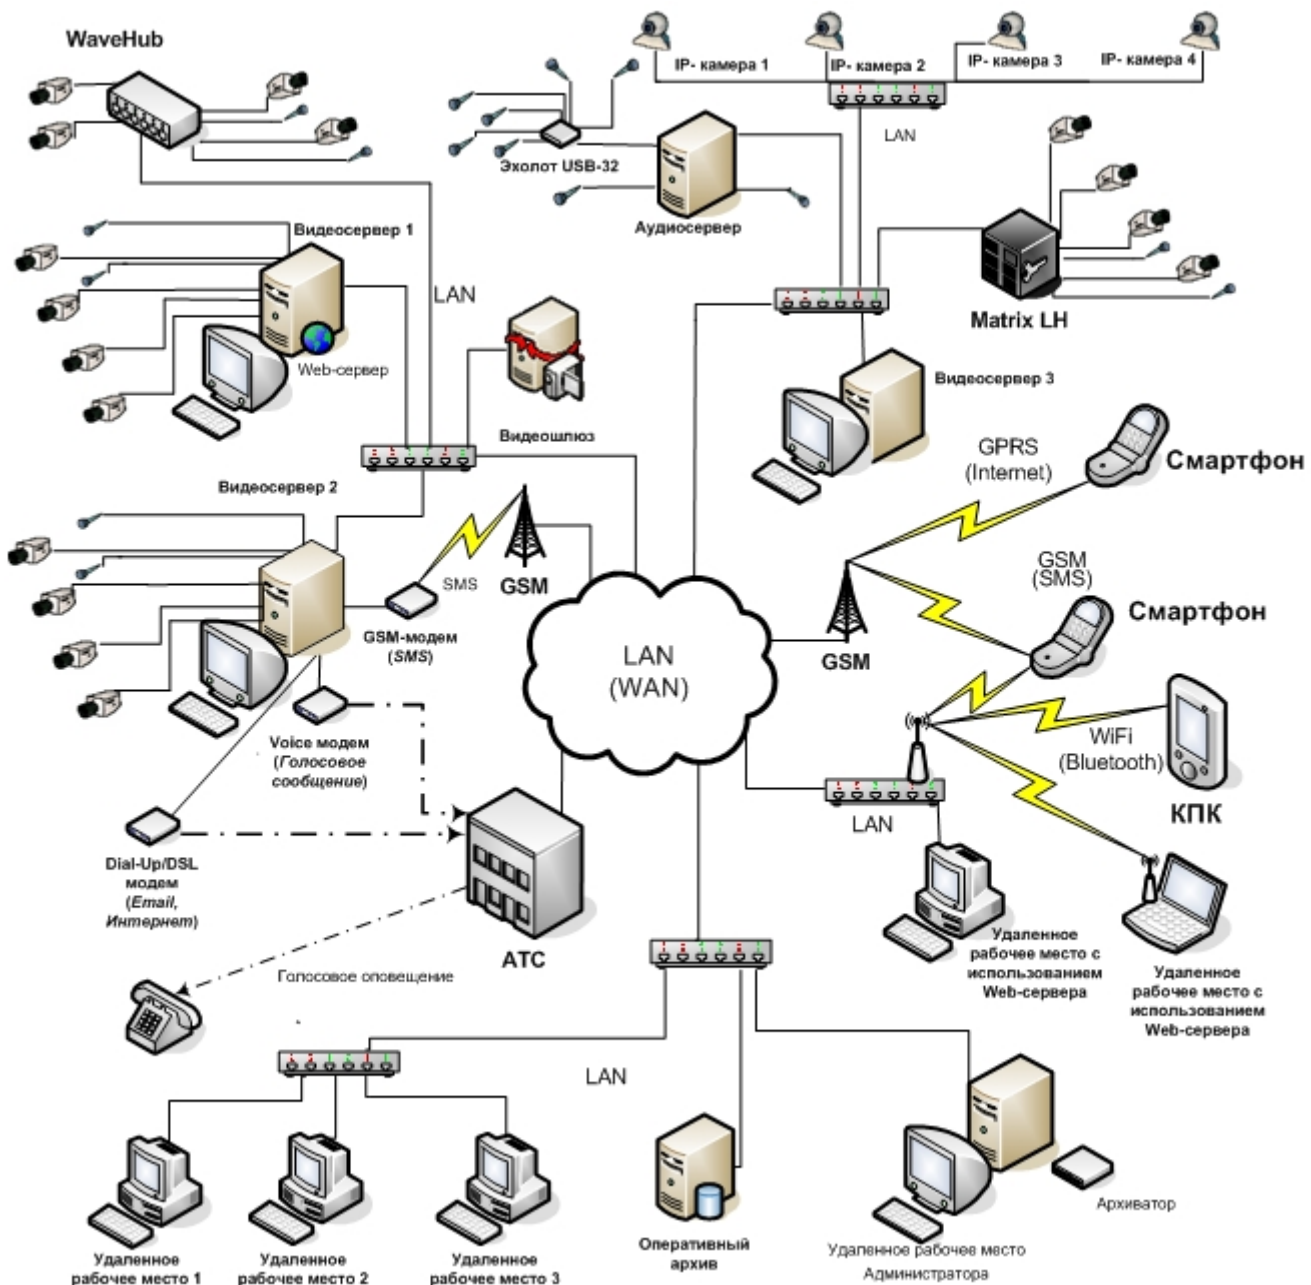 WaveHub
IP- камера 1
IP- камера 2
IP- камера 3
IP- камера 4
LAN
Эхолот USB-32
Аудиосервер
Видеосервер 1
LAN
Matrix LH
Web-сервер
Видеосервер 3
Видеошлюз
GPRS
(Internet)
Смартфон
Видеосервер 2
SMS
GSM
GSM
(SMS)
Смартфон
GSM-модем
(SMS)
LAN
(WAN)
GSM
Voice модем
(Голосовое
сообщение)
WiFi
(Bluetooth)
КПК
LAN
Dial-Up/DSL
модем
(Email,
Интернет)
АТС
Удаленное
рабочее место с
использованием
Web-сервера
Удаленное
рабочее место с
использованием
Web-сервера
Голосовое оповещение
LAN
Архиватор
Удаленное
рабочее место 1
Удаленное
рабочее место 2
Удаленное
рабочее место 3
Оперативный
архив
Удаленное рабочее место
Администратора